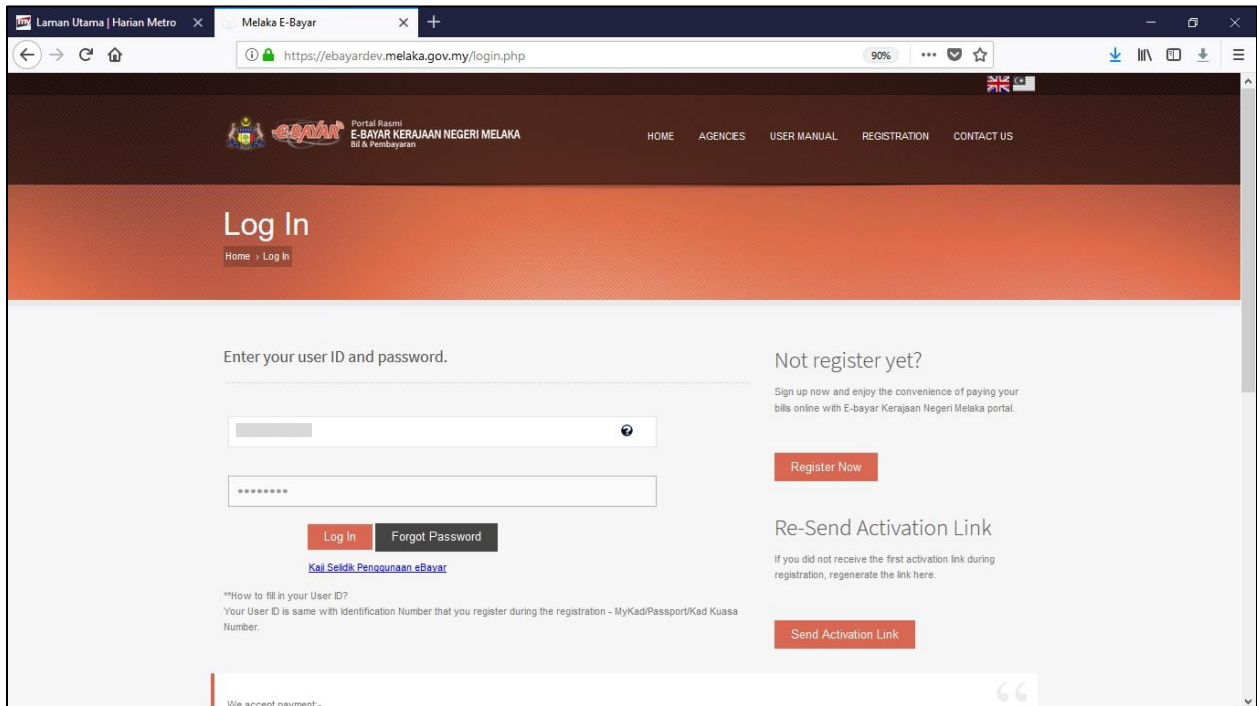 Laman Utama | Harian Metro
Melaka E-Bayar
https://ebayardev.melaka.gov.my/login.php
90%
e-BAYAR
Portal Rasmi
E-BAYAR KERAJAAN NEGERI MELAKA
Bil & Pembayaran
HOME AGENCIES USER MANUAL REGISTRATION CONTACT US
Log In
Home › Log In
Enter your user ID and password.
Log In Forgot Password
Kaji Selidik Penggunaan eBayar
**How to fill in your User ID?
Your User ID is same with Identification Number that you register during the registration - MyKad/Passport/Kad Kuasa
Number.
Not register yet?
Sign up now and enjoy the convenience of paying your
bills online with E-bayar Kerajaan Negeri Melaka portal.
Register Now
Re-Send Activation Link
If you did not receive the first activation link during
registration, regenerate the link here.
Send Activation Link
We accept payment:-